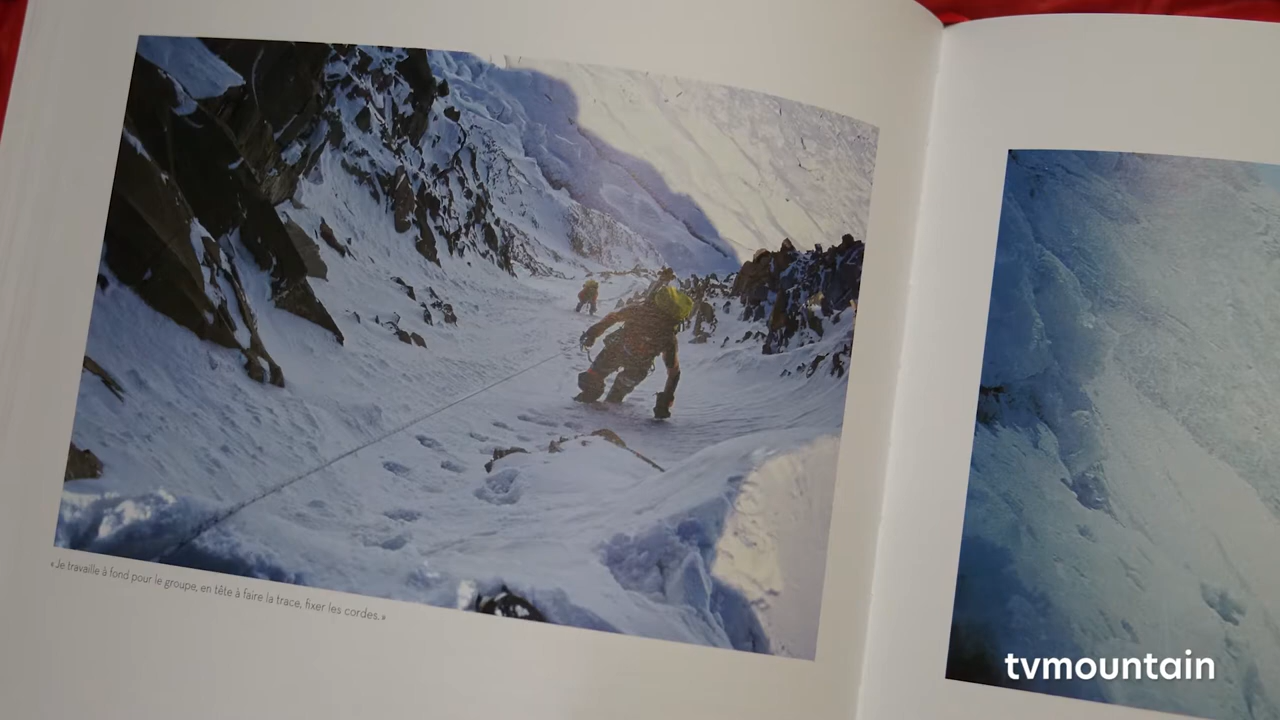 « Je travaille à fond pour le groupe, en tête à faire la trace, fixer les cordes. »
tvmountain